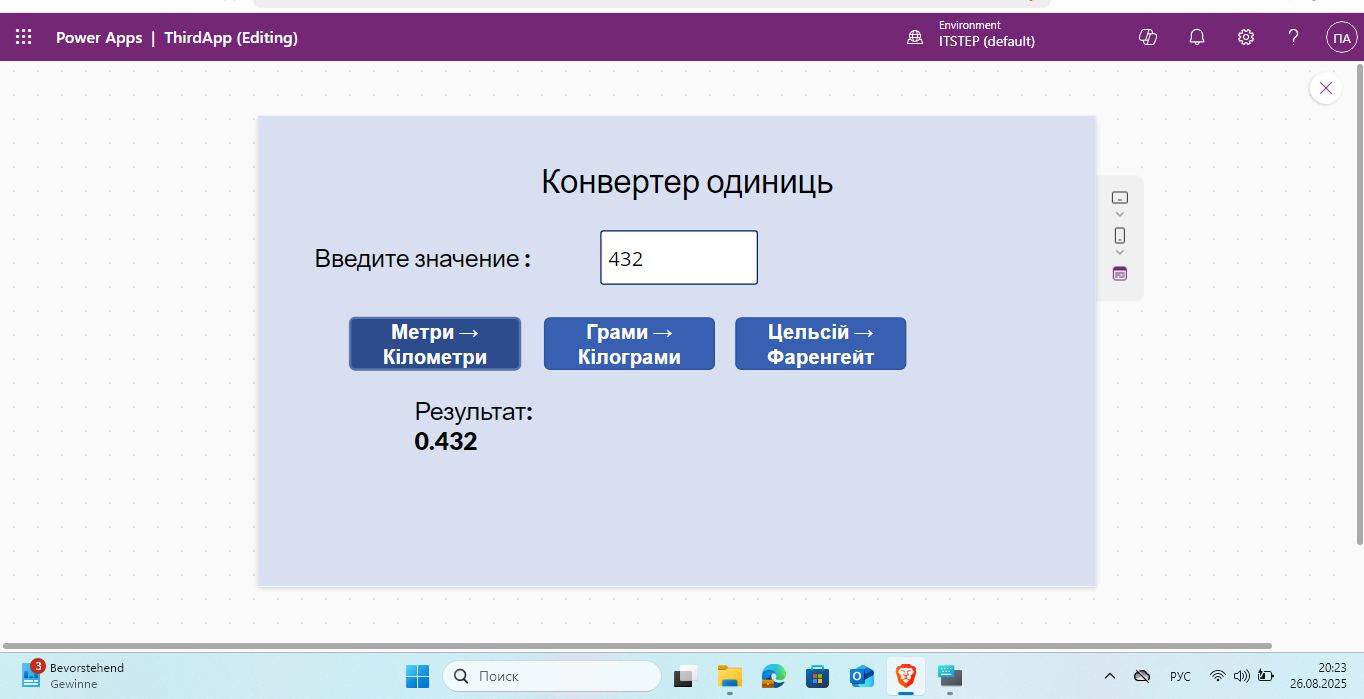 Power Apps | ThirdApp (Editing)
Environment
ITSTEP (default)
ПА
Конвертер одиниць
Введите значение :
432
Метри →
Кілометри
Грами →
Кілограми
Цельсій →
Фаренгейт
Результат:
0.432
3
Bevorstehend
Gewinne
Поиск
РУС
20:23
26.08.2025